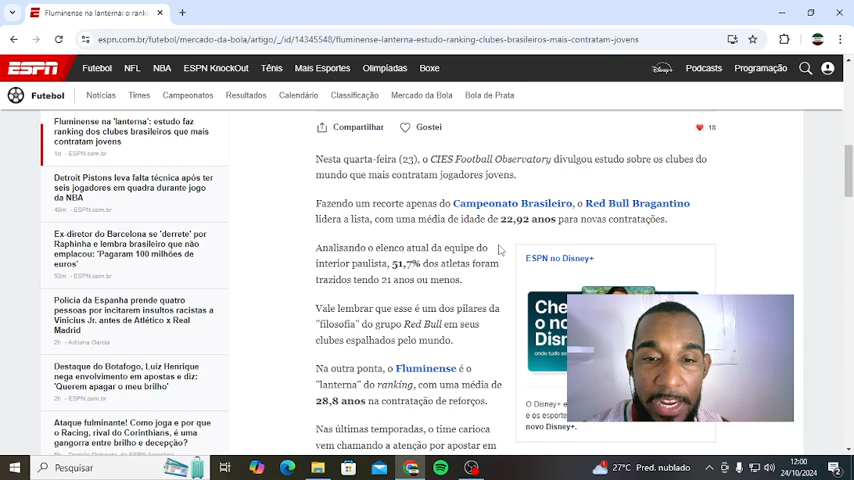 Fluminense na lanterna: o ranki
espn.com.br/futebol/mercado-da-bola/artigo/_/id/14345548/fluminense-lanterna-estudo-ranking-clubes-brasileiros-mais-contratam-jovens
ESPN Futebol NFL NBA ESPN KnockOut Tênis Mais Esportes Olimpíadas Boxe Disney+ Podcasts Programação
Futebol Notícias Times Campeonatos Resultados Calendário Classificação Mercado da Bola Bola de Prata
Fluminense na 'lanterna': estudo faz
ranking dos clubes brasileiros que mais
contratam jovens
1d - ESPN.com.br
Detroit Pistons leva falta técnica após ter
seis jogadores em quadra durante jogo
da NBA
48m - ESPN.com.br
Ex-diretor do Barcelona se 'derrete' por
Raphinha e lembra brasileiro que não
emplacou: 'Pagaram 100 milhões de
euros'
53m - ESPN.com.br
Polícia da Espanha prende quatro
pessoas por incitarem insultos racistas a
Vinicius Jr. antes de Atlético x Real
Madrid
2h - Adriana Garcia
Destaque do Botafogo, Luiz Henrique
nega envolvimento em apostas e diz:
'Querem apagar o meu brilho'
2h - ESPN.com.br
Ataque fulminante! Como joga e por que
o Racing, rival do Corinthians, é uma
gangorra entre brilho e decepção?
Compartilhar Gostei 18
Nesta quarta-feira (23), o CIES Football Observatory divulgou estudo sobre os clubes do
mundo que mais contratam jogadores jovens.
Fazendo um recorte apenas do Campeonato Brasileiro, o Red Bull Bragantino
lidera a lista, com uma média de idade de 22,92 anos para novas contratações.
Analisando o elenco atual da equipe do
interior paulista, 51,7% dos atletas foram
trazidos tendo 21 anos ou menos.
Vale lembrar que esse é um dos pilares da
"filosofia" do grupo Red Bull em seus
clubes espalhados pelo mundo.
Na outra ponta, o Fluminense é o
"lanterna" do ranking, com uma média de
28,8 anos na contratação de reforços.
Nas últimas temporadas, o time carioca
vem chamando a atenção por apostar em
ESPN no Disney+
Che
o no
Disn
onde tudo se
O Disney+ e
e os esporte
novo Disney+.
Pesquisar
27°C Pred. nublado
12:00
24/10/2024
2